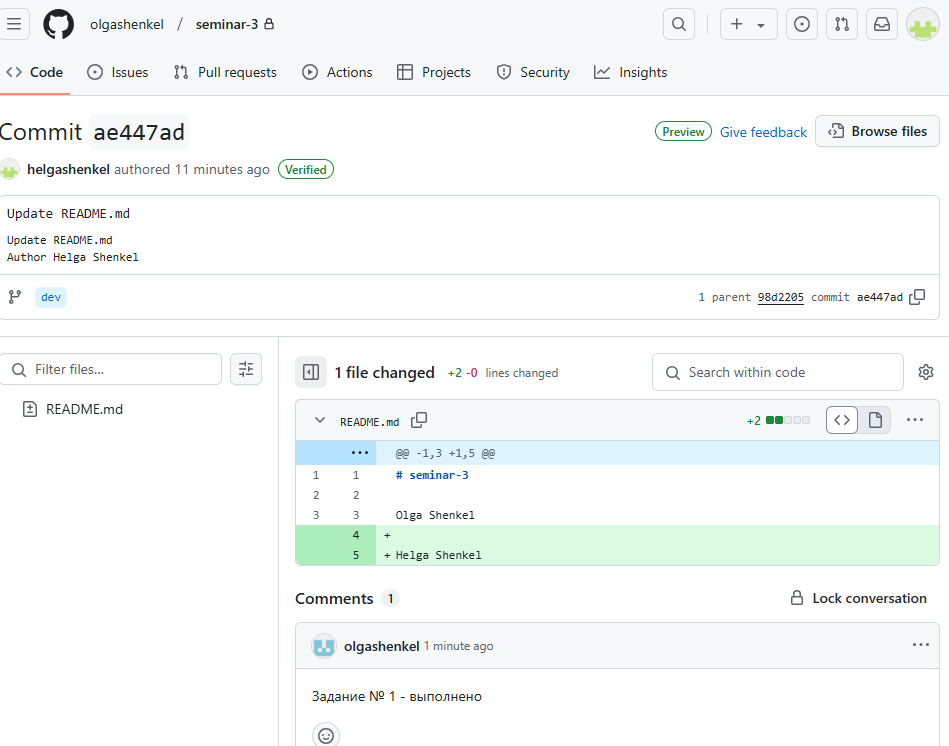 olgashenkel / seminar-3
Code Issues Pull requests Actions Projects Security Insights
Commit ae447ad
Preview Give feedback Browse files
helgashenkel authored 11 minutes ago Verified
Update README.md
Update README.md
Author Helga Shenkel
dev
1 parent 98d2205 commit ae447ad
Filter files...
README.md
1 file changed +2 -0 lines changed
Search within code
README.md
+2
@@ -1,3 +1,5 @@
1 1 # seminar-3
2 2
3 3 Olga Shenkel
4 +
5 + Helga Shenkel
Comments 1
Lock conversation
olgashenkel 1 minute ago
Задание № 1 - выполнено